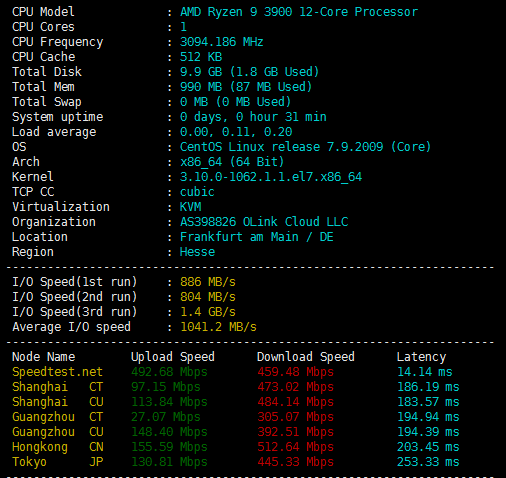 CPU Model : AMD Ryzen 9 3900 12-Core Processor
CPU Cores : 1
CPU Frequency : 3094.186 MHz
CPU Cache : 512 KB
Total Disk : 9.9 GB (1.8 GB Used)
Total Mem : 990 MB (87 MB Used)
Total Swap : 0 MB (0 MB Used)
System uptime : 0 days, 0 hour 31 min
Load average : 0.00, 0.11, 0.20
OS : CentOS Linux release 7.9.2009 (Core)
Arch : x86_64 (64 Bit)
Kernel : 3.10.0-1062.1.1.el7.x86_64
TCP CC : cubic
Virtualization : KVM
Organization : AS398826 OLink Cloud LLC
Location : Frankfurt am Main / DE
Region : Hesse
----------------------------------------------------------------------
I/O Speed(1st run) : 886 MB/s
I/O Speed(2nd run) : 804 MB/s
I/O Speed(3rd run) : 1.4 GB/s
Average I/O speed : 1041.2 MB/s
----------------------------------------------------------------------
Node Name Upload Speed Download Speed Latency
Speedtest.net 492.68 Mbps 459.48 Mbps 14.14 ms
Shanghai CT 97.15 Mbps 473.02 Mbps 186.19 ms
Shanghai CU 113.84 Mbps 484.14 Mbps 183.57 ms
Guangzhou CT 27.07 Mbps 305.07 Mbps 194.94 ms
Guangzhou CU 148.40 Mbps 392.51 Mbps 194.39 ms
Hongkong CN 155.59 Mbps 512.64 Mbps 203.45 ms
Tokyo JP 130.81 Mbps 445.33 Mbps 253.33 ms
----------------------------------------------------------------------